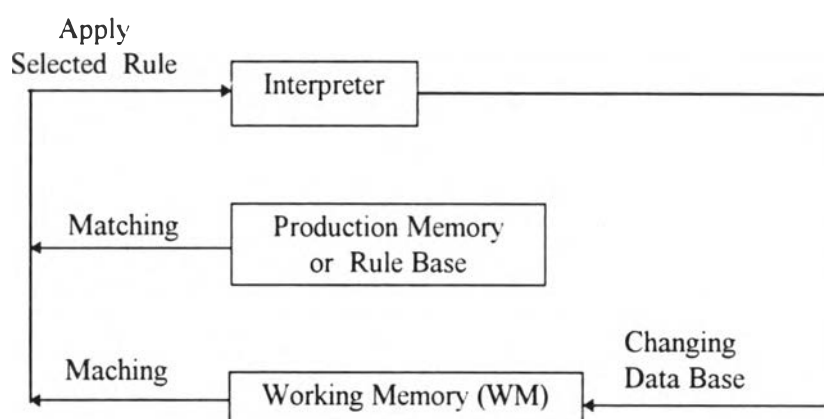 Apply
Selected Rule
Interpreter
Matching
Production Memory
or Rule Base
Changing
Data Base
Maching
Working Memory (WM)